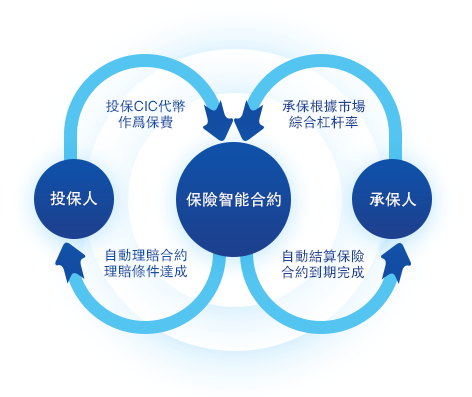 投保CIC代幣
作爲保費
承保根據市場
綜合杠杆率
投保人
保險智能合約
承保人
自動理賠合約
理賠條件達成
自動結算保險
合約到期完成